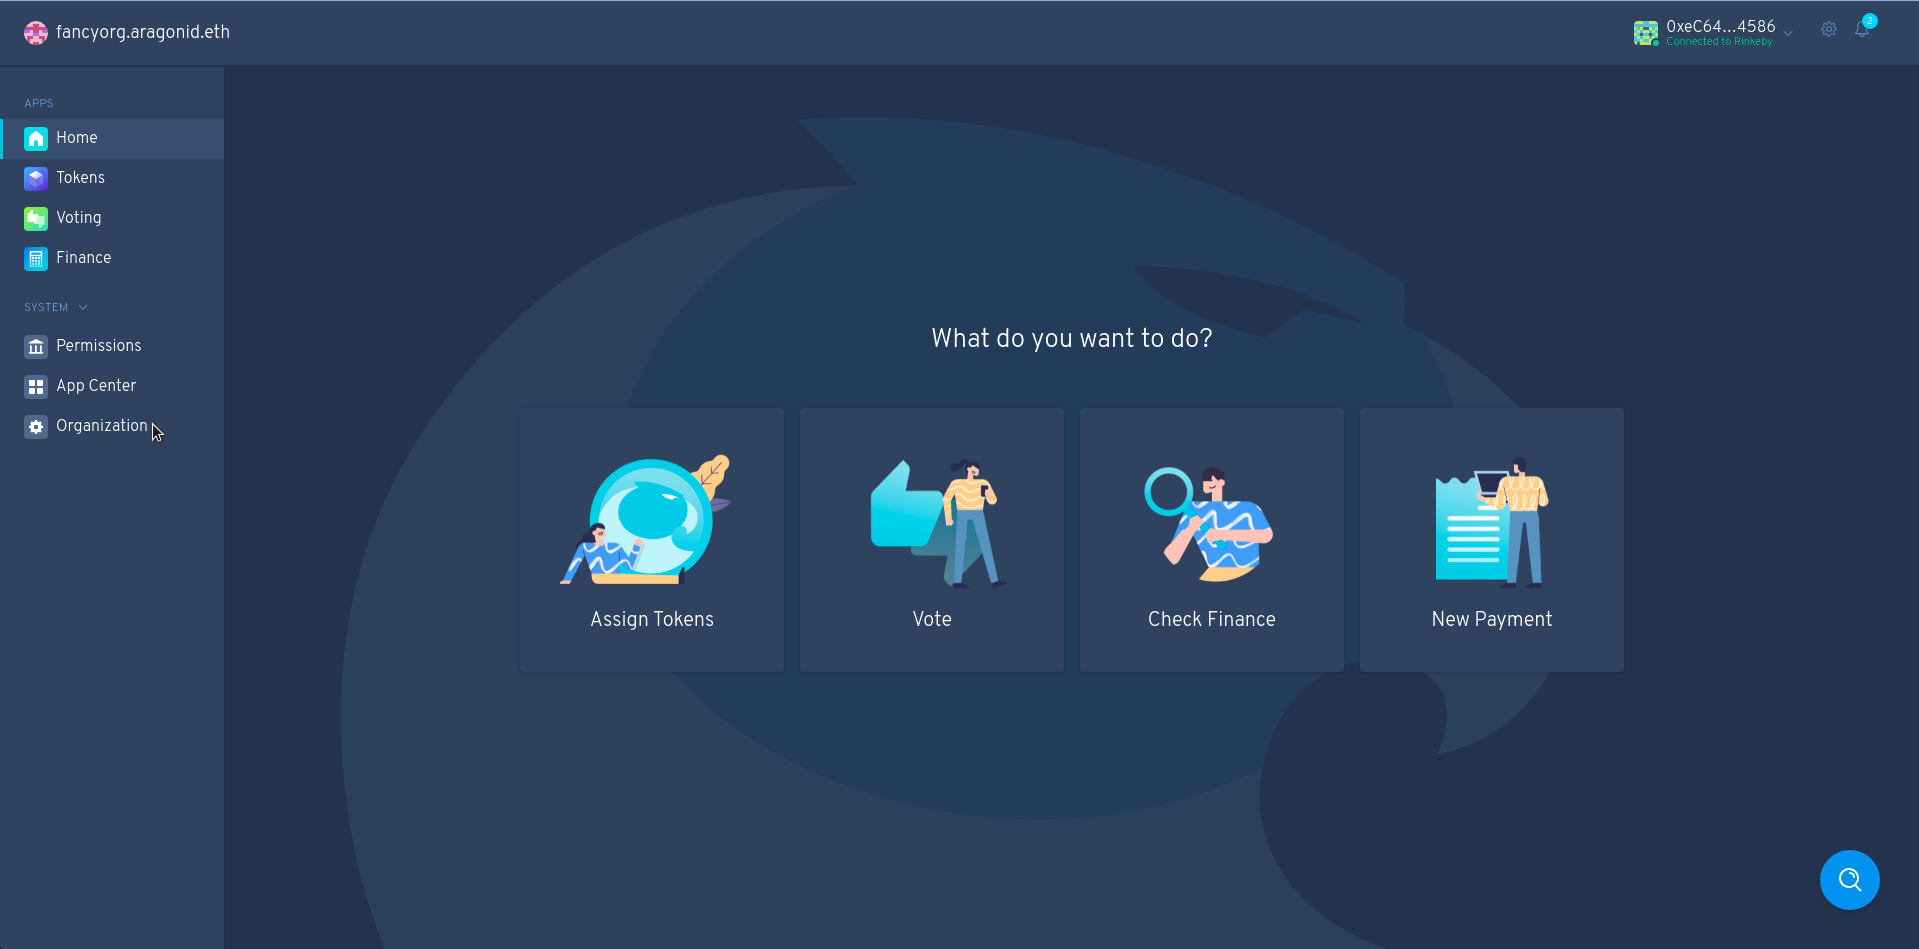 fancyorg.aragonid.eth
0xeC64...4586
Connected to Rinkeby
2
APPS
Home
Tokens
Voting
Finance
SYSTEM
Permissions
App Center
Organization
What do you want to do?
Assign Tokens
Vote
Check Finance
New Payment